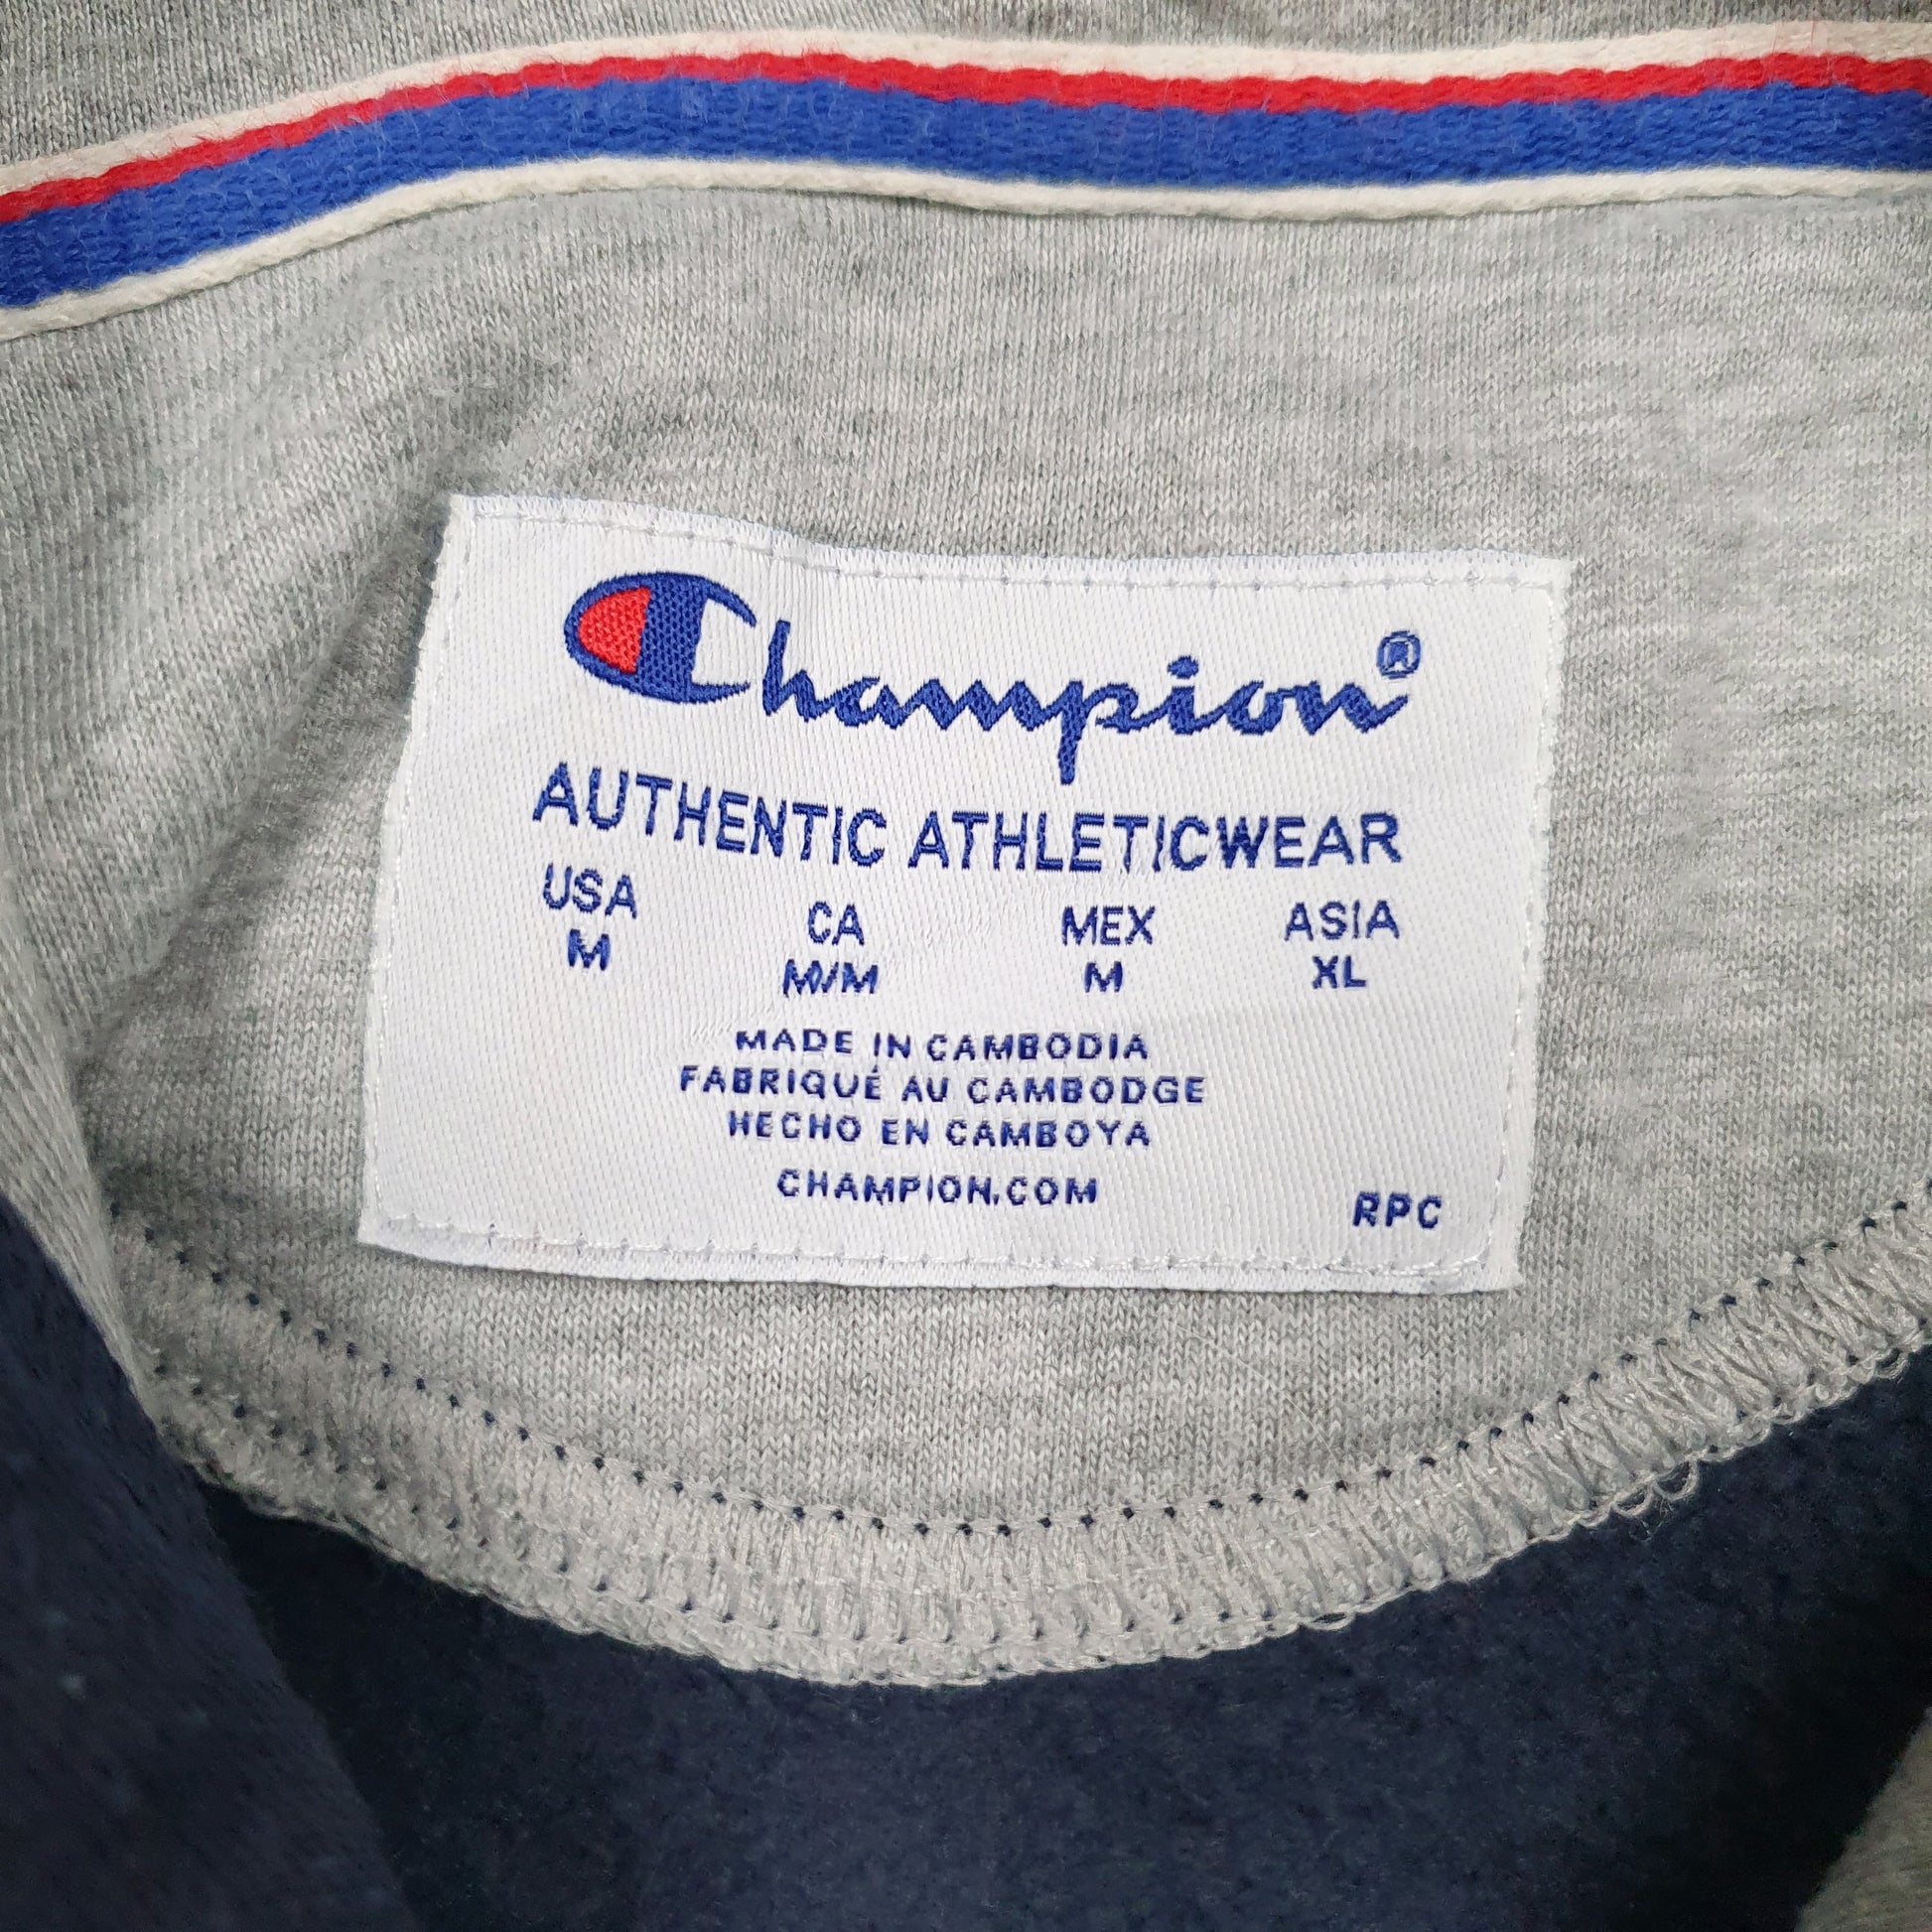 Champion®
AUTHENTIC ATHLETICWEAR
USA CA MEX ASIA
M M/M M XL
MADE IN CAMBODIA
FABRIQUÉ AU CAMBODGE
HECHO EN CAMBOYA
CHAMPION.COM
RPC